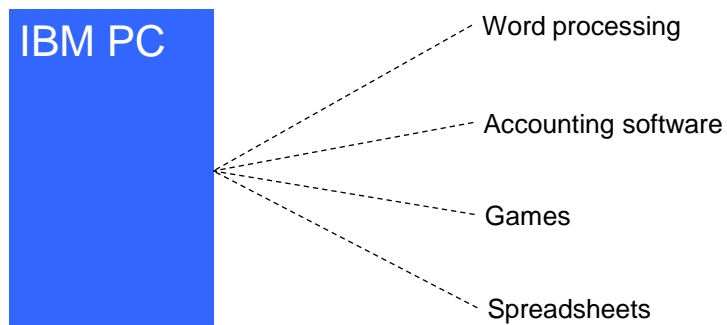 IBM PC
Word processing
Accounting software
Games
Spreadsheets